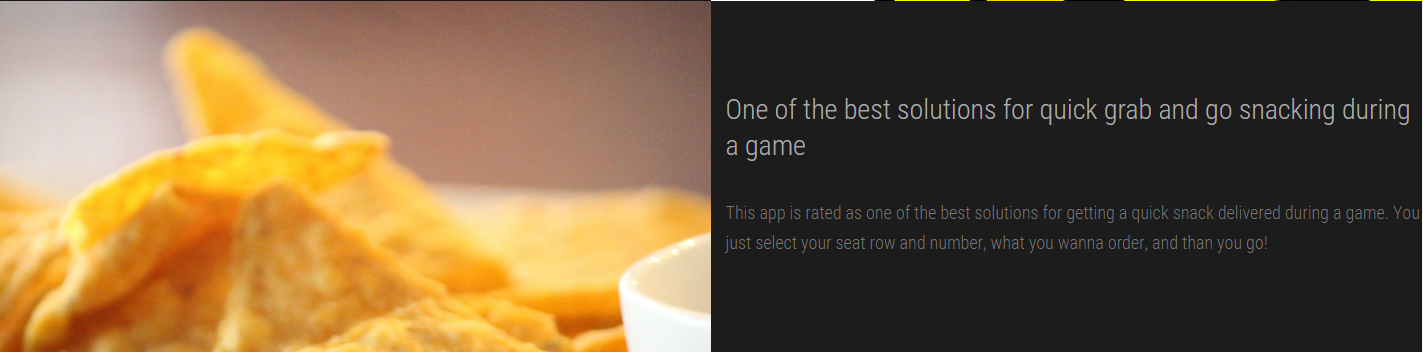 One of the best solutions for quick grab and go snacking during
a game
This app is rated as one of the best solutions for getting a quick snack delivered during a game. You
just select your seat row and number, what you wanna order, and than you go!